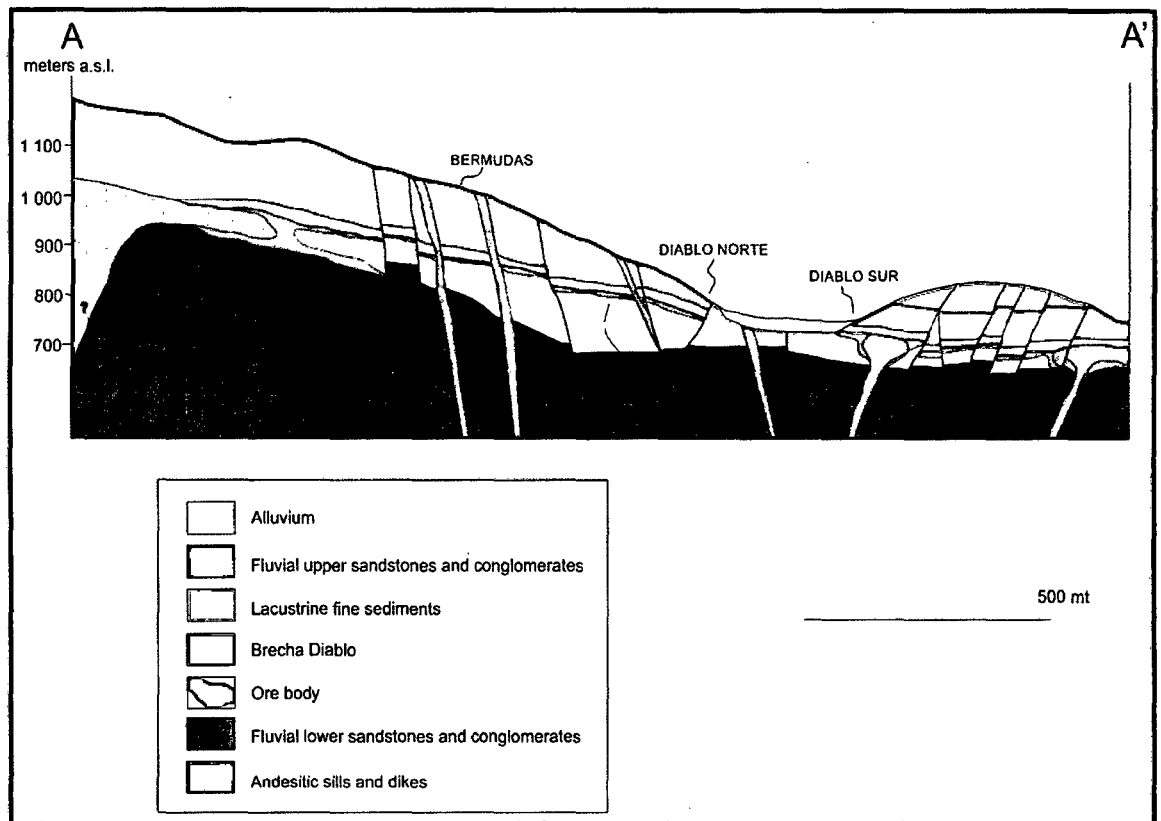 A
A'
meters a.s.l.
1 100
1 000
900
800
700
BERMUDAS
DIABLO NORTE
DIABLO SUR
?
Alluvium
Fluvial upper sandstones and conglomerates
Lacustrine fine sediments
Brecha Diablo
Ore body
Fluvial lower sandstones and conglomerates
Andesitic sills and dikes
500 mt